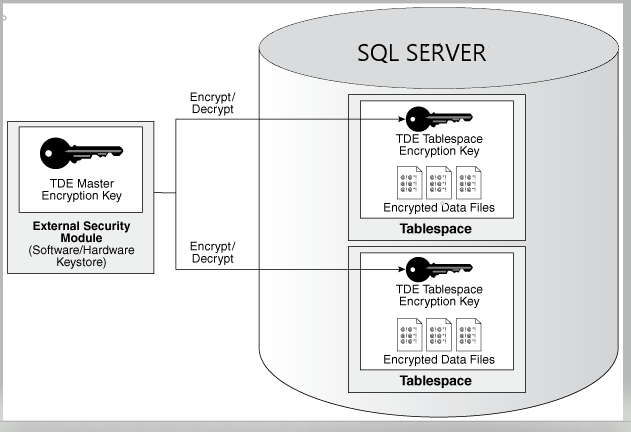 SQL SERVER
Encrypt/
Decrypt
TDE Tablespace
Encryption Key
Encrypted Data Files
Tablespace
TDE Master
Encryption Key
External Security
Module
(Software/Hardware
Keystore)
Encrypt/
Decrypt
TDE Tablespace
Encryption Key
Encrypted Data Files
Tablespace